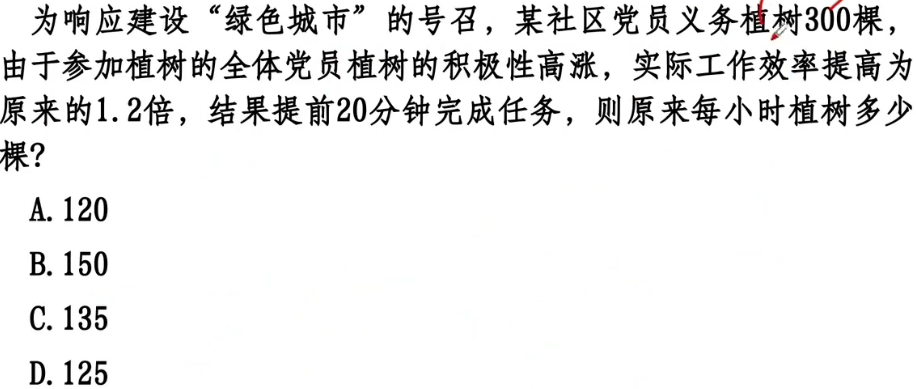 为响应建设“绿色城市”的号召，某社区党员义务植树300棵，
由于参加植树的全体党员植树的积极性高涨，实际工作效率提高为
原来的1.2倍，结果提前20分钟完成任务，则原来每小时植树多少
棵？
A.120
B.150
C.135
D.125